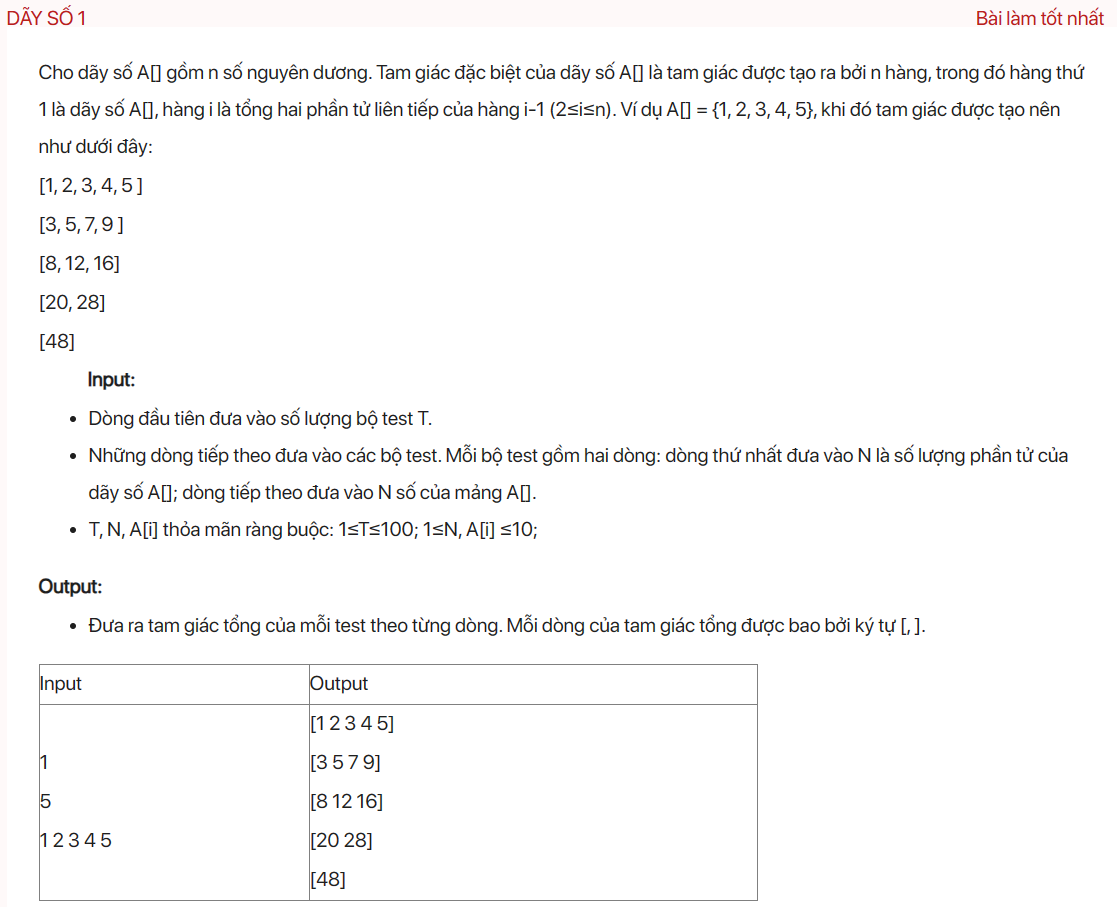 DÃY SỐ 1
Bài làm tốt nhất
Cho dãy số A[] gồm n số nguyên dương. Tam giác đặc biệt của dãy số A[] là tam giác được tạo ra bởi n hàng, trong đó hàng thứ
1 là dãy số A[], hàng i là tổng hai phần tử liên tiếp của hàng i-1 (2≤i≤n). Ví dụ A[] = {1, 2, 3, 4, 5}, khi đó tam giác được tạo nên
như dưới đây:
[1, 2, 3, 4, 5 ]
[3, 5, 7, 9 ]
[8, 12, 16]
[20, 28]
[48]
Input:
• Dòng đầu tiên đưa vào số lượng bộ test T.
• Những dòng tiếp theo đưa vào các bộ test. Mỗi bộ test gồm hai dòng: dòng thứ nhất đưa vào N là số lượng phần tử của
dãy số A[]; dòng tiếp theo đưa vào N số của mảng A[].
• T, N, A[i] thỏa mãn ràng buộc: 1≤T≤100; 1≤N, A[i] ≤10;
Output:
• Đưa ra tam giác tổng của mỗi test theo từng dòng. Mỗi dòng của tam giác tổng được bao bởi ký tự [, ].
Input
Output
1
5
1 2 3 4 5
[1 2 3 4 5]
[3 5 7 9]
[8 12 16]
[20 28]
[48]